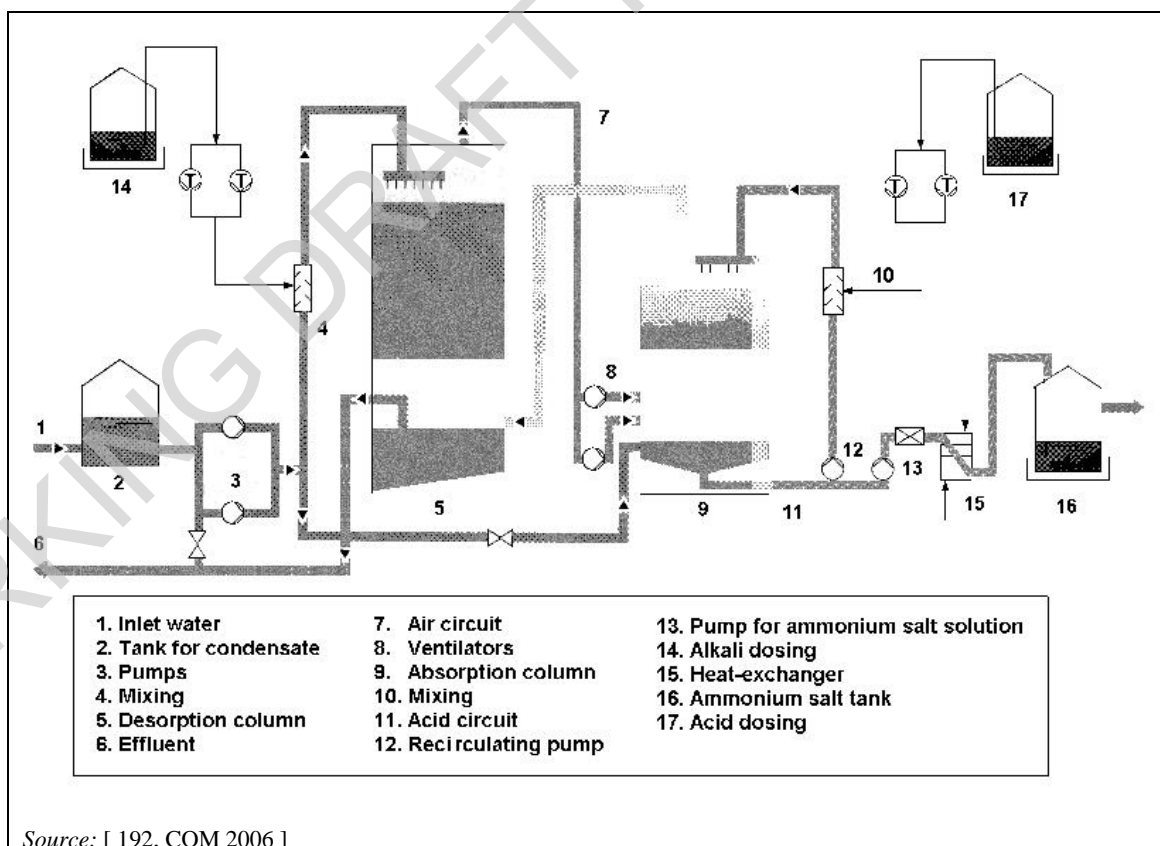 WORKING DRAFT
14
T T
7
T T
17
10
4
8
1
2
3
5
12
13
15
9
11
16
6
1. Inlet water
2. Tank for condensate
3. Pumps
4. Mixing
5. Desorption column
6. Effluent
7. Air circuit
8. Ventilators
9. Absorption column
10. Mixing
11. Acid circuit
12. Recirculating pump
13. Pump for ammonium salt solution
14. Alkali dosing
15. Heat-exchanger
16. Ammonium salt tank
17. Acid dosing
Source: [ 192, COM 2006 ]